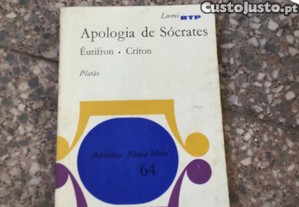 CustoJusto.pt
Livros RTP
Apologia de Sócrates
Êutifron . Críton
Platão
Biblioteca Básica Verbo
64